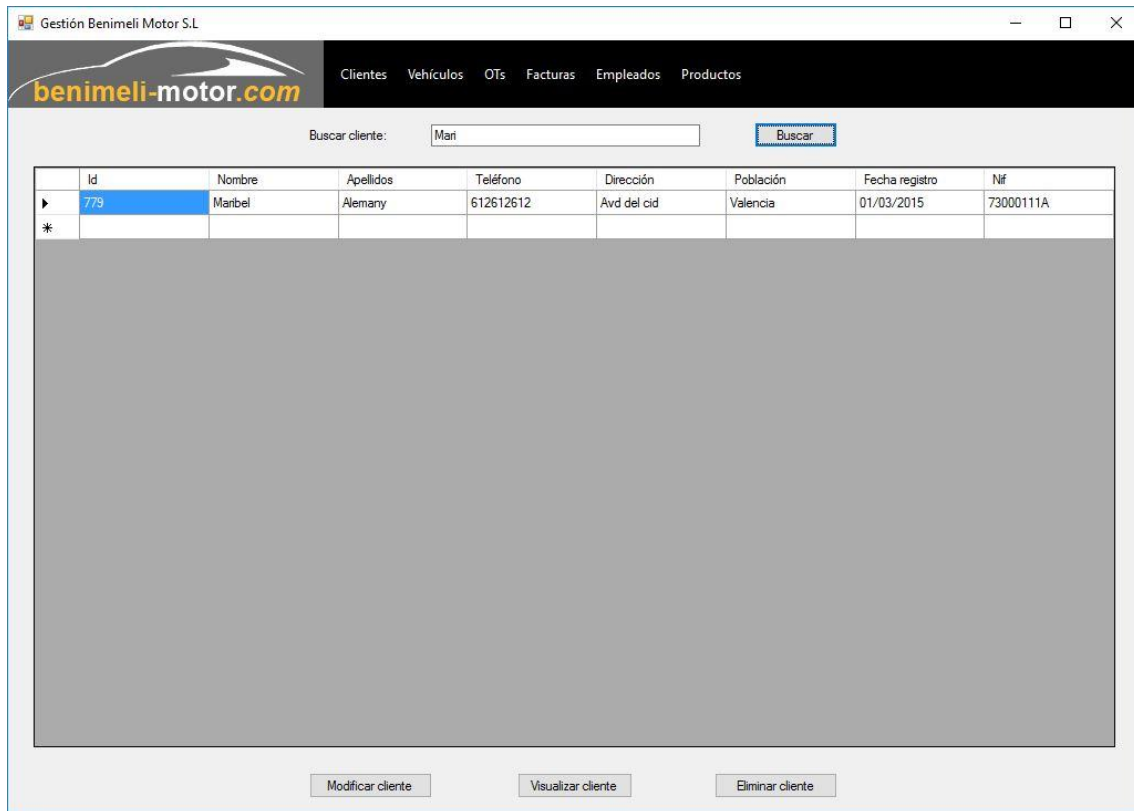 Gestión Benimeli Motor S.L
benimeli-motor.com
Clientes Vehículos OTs Facturas Empleados Productos
Buscar cliente: Mari Buscar
Id Nombre Apellidos Teléfono Dirección Población Fecha registro Nif
779 Maribel Alemany 612612612 Avd del cid Valencia 01/03/2015 73000111A
Modificar cliente Visualizar cliente Eliminar cliente